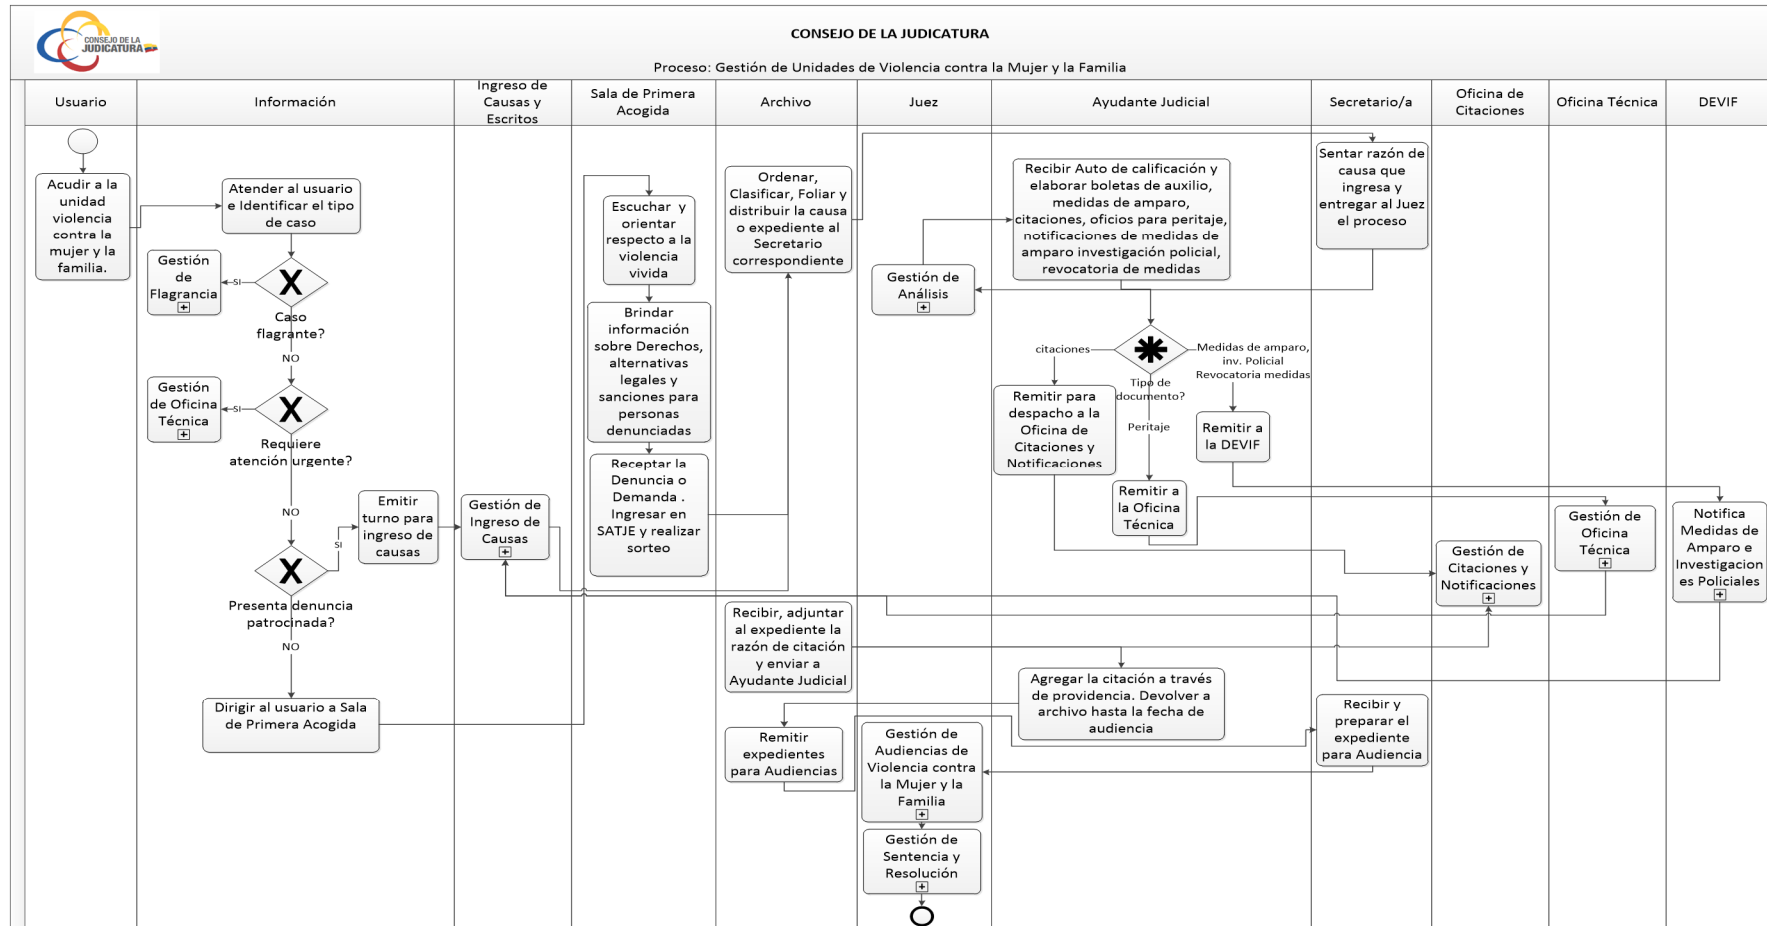 CONSEJO DE LA
JUDICATURA
CONSEJO DE LA JUDICATURA
Proceso: Gestión de Unidades de Violencia contra la Mujer y la Familia
Usuario
Información
Ingreso de
Causas y
Escritos
Sala de Primera
Acogida
Archivo
Juez
Ayudante Judicial
Secretario/a
Oficina de
Citaciones
Oficina Técnica
DEVIF
Acudir a la
unidad
violencia
contra la
mujer y la
familia.
Atender al usuario
e Identificar el tipo
de caso
Gestión
de
Flagrancia
SI
Caso
flagrante?
NO
Gestión
de Oficina
Técnica
SI
Requiere
atención urgente?
NO
Emitir
turno para
ingreso de
causas
SI
Presenta denuncia
patrocinada?
NO
Dirigir al usuario a Sala
de Primera Acogida
Gestión de
Ingreso de
Causas
Escuchar y
orientar
respecto a la
violencia
vivida
Brindar
información
sobre Derechos,
alternativas
legales y
sanciones para
personas
denunciadas
Receptar la
Denuncia o
Demanda .
Ingresar en
SATJE y realizar
sorteo
Ordenar,
Clasificar, Foliar y
distribuir la causa
o expediente al
Secretario
correspondiente
Recibir, adjuntar
al expediente la
razón de citación
y enviar a
Ayudante Judicial
Remitir
expedientes
para Audiencias
Gestión de
Análisis
Gestión de
Audiencias de
Violencia contra
la Mujer y la
Familia
Gestión de
Sentencia y
Resolución
Recibir Auto de calificación y
elaborar boletas de auxilio,
medidas de amparo,
citaciones, oficios para peritaje,
notificaciones de medidas de
amparo investigación policial,
revocatoria de medidas
citaciones
Medidas de amparo,
inv. Policial
Revocatoria medidas
Tipo de
documento?
Peritaje
Remitir para
despacho a la
Oficina de
Citaciones y
Notificaciones
Remitir a
la DEVIF
Remitir a
la Oficina
Técnica
Agregar la citación a través
de providencia. Devolver a
archivo hasta la fecha de
audiencia
Sentar razón de
causa que
ingresa y
entregar al Juez
el proceso
Recibir y
preparar el
expediente
para Audiencia
Gestión de
Citaciones y
Notificaciones
Gestión de
Oficina
Técnica
Notifica
Medidas de
Amparo e
Investigacion
es Policiales